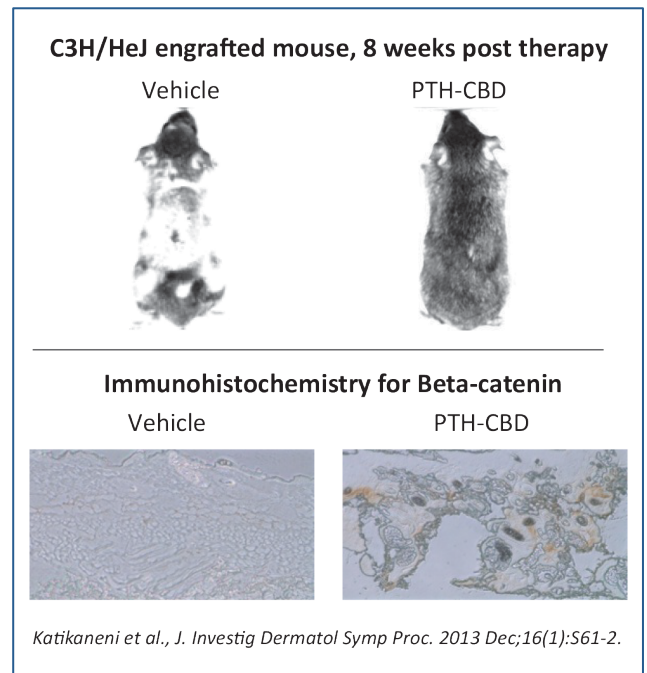 C3H/HeJ engrafted mouse, 8 weeks post therapy
Vehicle
PTH-CBD
Immunohistochemistry for Beta-catenin
Vehicle
PTH-CBD
Katikaneni et al., J. Investig Dermatol Symp Proc. 2013 Dec;16(1):S61-2.